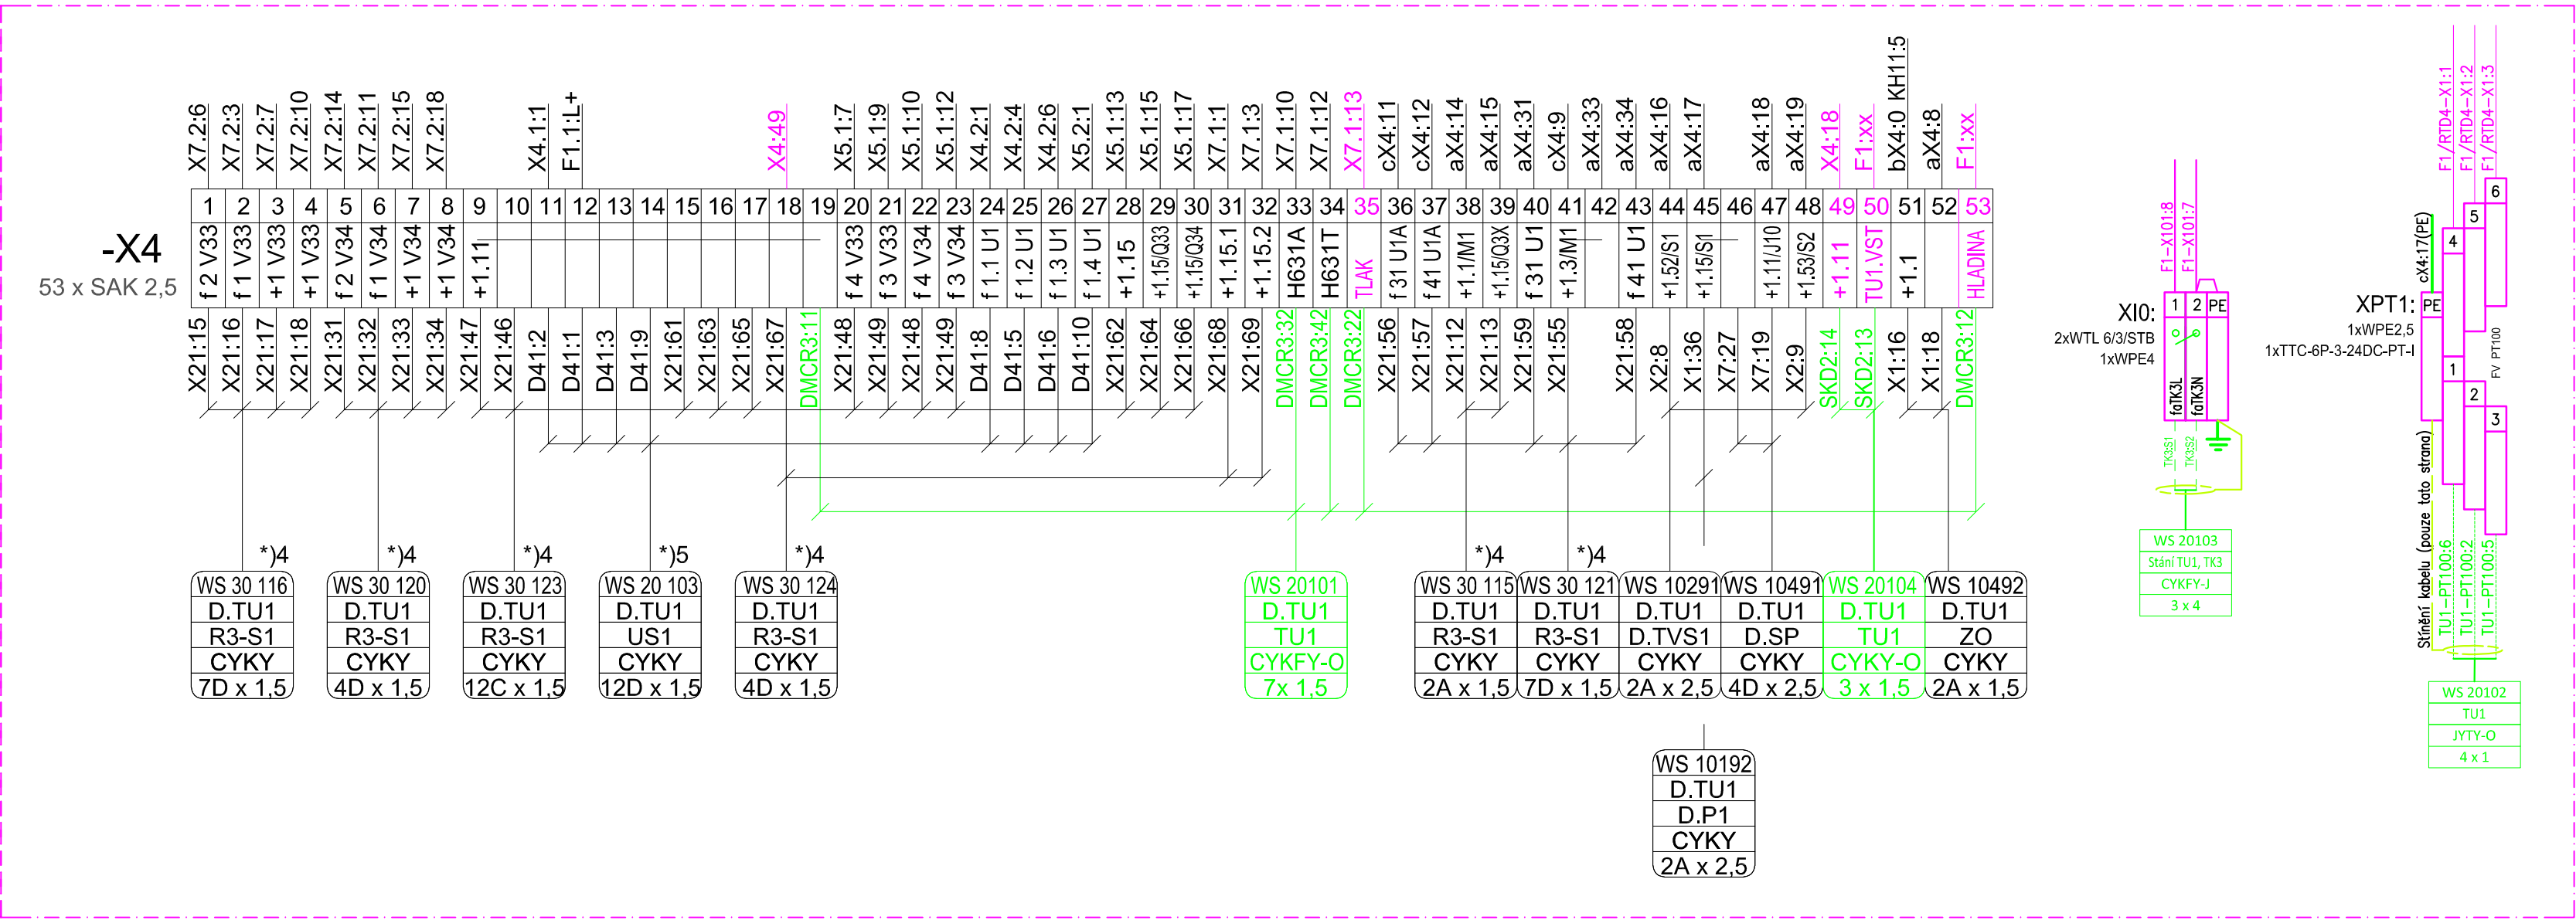 X7.2:6
X7.2:3
X7.2:7
X7.2:10
X7.2:14
X7.2:11
X7.2:15
X7.2:18
X4.1:1
F1.1:L+
X4:49
X5.1:7
X5.1:9
X5.1:10
X5.1:12
X4.2:1
X4.2:4
X4.2:6
X5.2:1
X5.1:13
X5.1:15
X5.1:17
X7.1:1
X7.1:3
X7.1:10
X7.1:12
X7.1:13
cX4:11
cX4:12
aX4:14
aX4:15
aX4:31
cX4:9
aX4:33
aX4:34
aX4:16
aX4:17
aX4:18
aX4:19
X4:18
F1:xx
bX4:0 KH11:5
aX4:8
F1:xx
-X4
53 x SAK 2,5
1 2 3 4 5 6 7 8 9 10 11 12 13 14 15 16 17 18 19 20 21 22 23 24 25 26 27 28 29 30 31 32 33 34 35 36 37 38 39 40 41 42 43 44 45 46 47 48 49 50 51 52 53
f 2 V33
f 1 V33
+1 V33
+1 V33
f 2 V34
f 1 V34
+1 V34
+1 V34
+1.11
f 4 V33
f 3 V33
f 4 V34
f 3 V34
f 1.1 U1
f 1.2 U1
f 1.3 U1
f 1.4 U1
+1.15
+1.15/Q33
+1.15/Q34
+1.15.1
+1.15.2
H631A
H631T
TLAK
f 31 U1A
f 41 U1A
+1.1/M1
+1.15/Q3X
f 31 U1
+1.3/M1
f 41 U1
+1.52/S1
+1.15/S1
+1.11/J10
+1.53/S2
+1.11
TU1.VST
+1.1
HLADINA
X21:15
X21:16
X21:17
X21:18
X21:31
X21:32
X21:33
X21:34
X21:47
X21:46
D41:2
D41:1
D41:3
D41:9
X21:61
X21:63
X21:65
X21:67
DMCR3:11
X21:48
X21:49
X21:48
X21:49
D41:8
D41:5
D41:6
D41:10
X21:62
X21:64
X21:66
X21:68
X21:69
DMCR3:32
DMCR3:42
DMCR3:22
X21:56
X21:57
X21:12
X21:13
X21:59
X21:55
X21:58
X2:8
X1:36
X7:27
X7:19
X2:9
SKD2:14
SKD2:13
X1:16
X1:18
DMCR3:12
*)4
WS 30 116
D.TU1
R3-S1
CYKY
7D x 1,5
*)4
WS 30 120
D.TU1
R3-S1
CYKY
4D x 1,5
*)4
WS 30 123
D.TU1
R3-S1
CYKY
12C x 1,5
*)5
WS 20 103
D.TU1
US1
CYKY
12D x 1,5
*)4
WS 30 124
D.TU1
R3-S1
CYKY
4D x 1,5
WS 20101
D.TU1
TU1
CYKFY-O
7x 1,5
*)4
WS 30 115
D.TU1
R3-S1
CYKY
2A x 1,5
*)4
WS 30 121
D.TU1
R3-S1
CYKY
7D x 1,5
WS 10291
D.TU1
D.TVS1
CYKY
2A x 2,5
WS 10491
D.TU1
D.SP
CYKY
4D x 2,5
WS 20104
D.TU1
TU1
CYKY-O
3 x 1,5
WS 10492
D.TU1
ZO
CYKY
2A x 1,5
WS 10192
D.TU1
D.P1
CYKY
2A x 2,5
F1-X101:8
F1-X101:7
XI0:
2xWTL 6/3/STB
1xWPE4
1 2 PE
faTK3L
faTK3N
TK3:S1
TK3:S2
WS 20103
Stání TU1, TK3
CYKFY-J
3 x 4
F1/RTD4-X1:1
F1/RTD4-X1:2
F1/RTD4-X1:3
cX4:17(PE)
XPT1:
1xWPE2,5
1xTTC-6P-3-24DC-PT-I
PE
4
5
6
FV PT100
1
2
3
Stínění kabelu (pouze tato strana)
TU1-PT100:6
TU1-PT100:2
TU1-PT100:5
WS 20102
TU1
JYTY-O
4 x 1